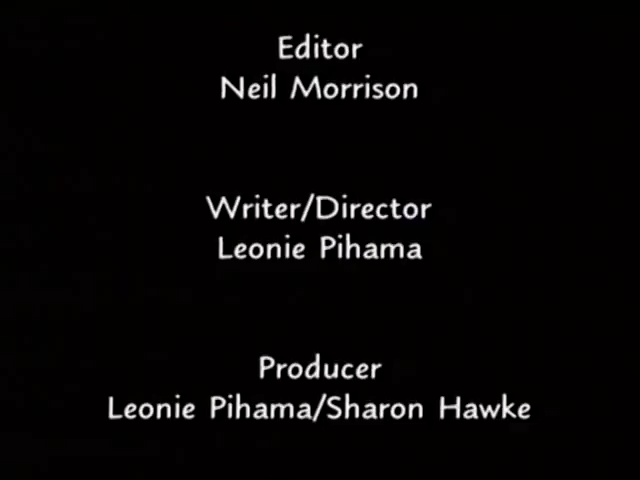 Editor
Neil Morrison
Writer/Director
Leonie Pihama
Producer
Leonie Pihama/Sharon Hawke